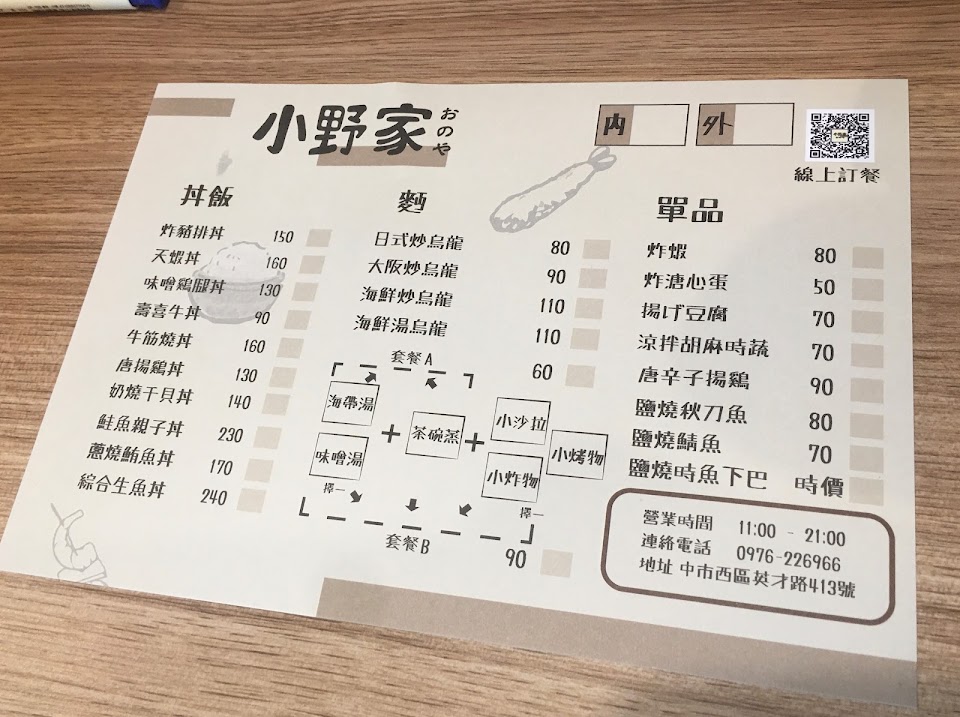 小野家
おのや
內
外
線上訂餐
丼飯
炸豬排丼 150
天蝦丼 160
味噌鷄腿丼 130
壽喜牛丼 90
牛筋燒丼 160
唐揚鷄丼 130
奶燒干貝丼 140
鮭魚親子丼 230
蔥燒鮪魚丼 170
綜合生魚丼 240
麵
日式炒烏龍 80
大阪炒烏龍 90
海鮮炒烏龍 110
海鮮湯烏龍 110
套餐A 60
海帶湯
味噌湯
擇一
+
茶碗蒸
+
小沙拉
小炸物
小烤物
擇一
套餐B 90
單品
炸蝦 80
炸溏心蛋 50
揚げ豆腐 70
涼拌胡麻時蔬 70
唐辛子揚鷄 90
鹽燒秋刀魚 80
鹽燒鯖魚 70
鹽燒時魚下巴 時價
營業時間 11:00 - 21:00
連絡電話 0976-226966
地址 中市西區英才路413號